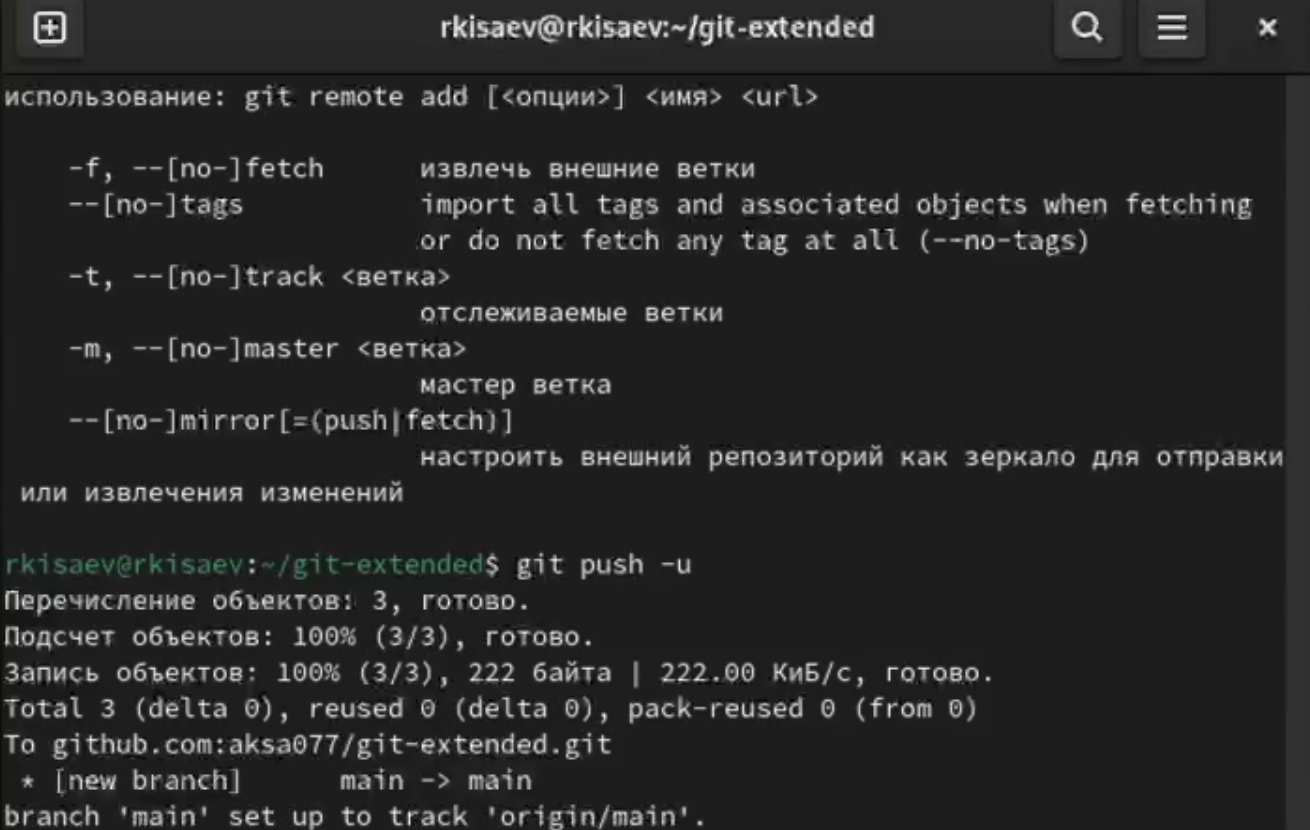 rkisaev@rkisaev:~/git-extended
использование: git remote add [<опции>] <имя> <url>
-f, --[no-]fetch извлечь внешние ветки
--[no-]tags import all tags and associated objects when fetching
or do not fetch any tag at all (--no-tags)
-t, --[no-]track <ветка>
отслеживаемые ветки
-m, --[no-]master <ветка>
мастер ветка
--[no-]mirror[=(push|fetch)]
настроить внешний репозиторий как зеркало для отправки
или извлечения изменений
rkisaev@rkisaev:~/git-extended$ git push -u
Перечисление объектов: 3, готово.
Подсчет объектов: 100% (3/3), готово.
Запись объектов: 100% (3/3), 222 байта | 222.00 КиБ/с, готово.
Total 3 (delta 0), reused 0 (delta 0), pack-reused 0 (from 0)
To github.com:aksa077/git-extended.git
* [new branch] main -> main
branch 'main' set up to track 'origin/main'.